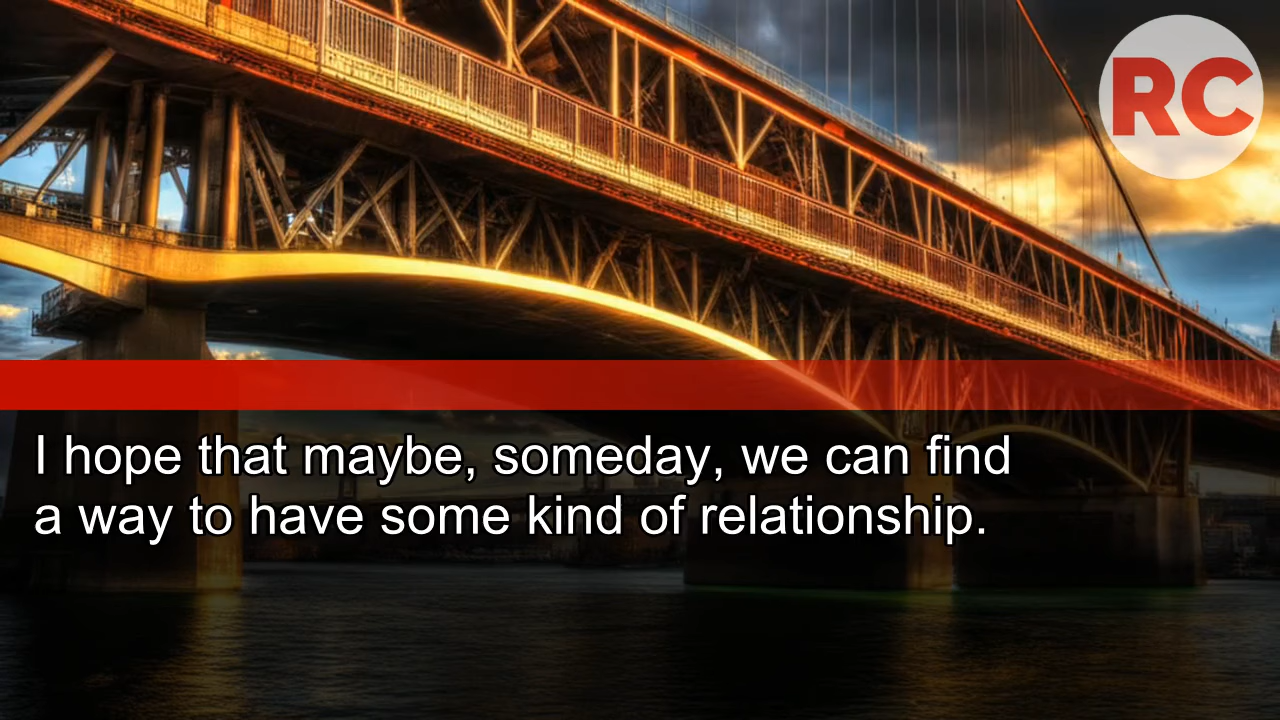 RC
I hope that maybe, someday, we can find
a way to have some kind of relationship.